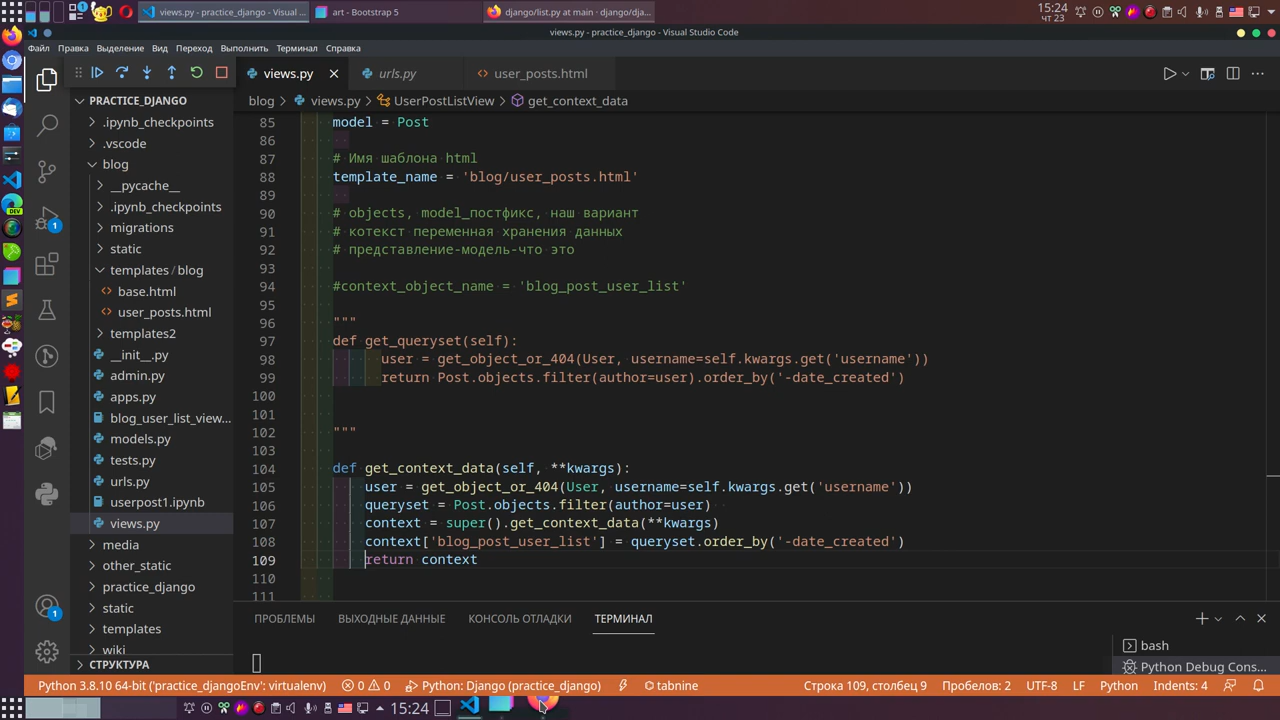 views.py - practice_django - Visual ...
art - Bootstrap 5
django/list.py at main · django/dja...
15:24
чт 23
views.py - practice_django - Visual Studio Code
Файл Правка Выделение Вид Переход Выполнить Терминал Справка
views.py
urls.py
user_posts.html
PRACTICE_DJANGO
blog > views.py > UserPostListView > get_context_data
.ipynb_checkpoints
.vscode
blog
__pycache__
.ipynb_checkpoints
migrations
static
templates / blog
base.html
user_posts.html
templates2
__init__.py
admin.py
apps.py
blog_user_list_view...
models.py
tests.py
urls.py
userpost1.ipynb
views.py
media
other_static
practice_django
static
templates
wiki
СТРУКТУРА
DEV
1
1
85 model = Post
86
87 # Имя шаблона html
88 template_name = 'blog/user_posts.html'
89
90 # objects, model_постфикс, наш вариант
91 # котекст переменная хранения данных
92 # представление-модель-что это
93
94 #context_object_name = 'blog_post_user_list'
95
96 """
97 def get_queryset(self):
98 user = get_object_or_404(User, username=self.kwargs.get('username'))
99 return Post.objects.filter(author=user).order_by('-date_created')
100
101
102 """
103
104 def get_context_data(self, **kwargs):
105 user = get_object_or_404(User, username=self.kwargs.get('username'))
106 queryset = Post.objects.filter(author=user)
107 context = super().get_context_data(**kwargs)
108 context['blog_post_user_list'] = queryset.order_by('-date_created')
109 return context
110
111
ПРОБЛЕМЫ ВЫХОДНЫЕ ДАННЫЕ КОНСОЛЬ ОТЛАДКИ ТЕРМИНАЛ
bash
Python Debug Cons...
Python 3.8.10 64-bit ('practice_djangoEnv': virtualenv) 0 0 Python: Django (practice_django) tabnine Строка 109, столбец 9 Пробелов: 2 UTF-8 LF Python Indents: 4
15:24